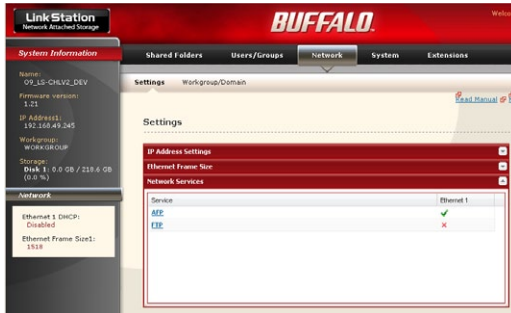 LinkStation
Network Attached Storage
BUFFALO
System Information
Shared Folders
Users/Groups
Network
System
Extensions
Name:
09_LS-CHLV2_DEV
Firmware version:
1.21
IP Address1:
192.168.49.245
Workgroup:
WORKGROUP
Storage:
Disk 1: 0.0 GB / 218.6 GB
(0.0 %)
Network
Ethernet 1 DHCP:
Disabled
Ethernet Frame Size1:
1518
Settings
Workgroup/Domain
Read Manual
Settings
IP Address Settings
Ethernet Frame Size
Network Services
Service
Ethernet 1
AFP
FTP